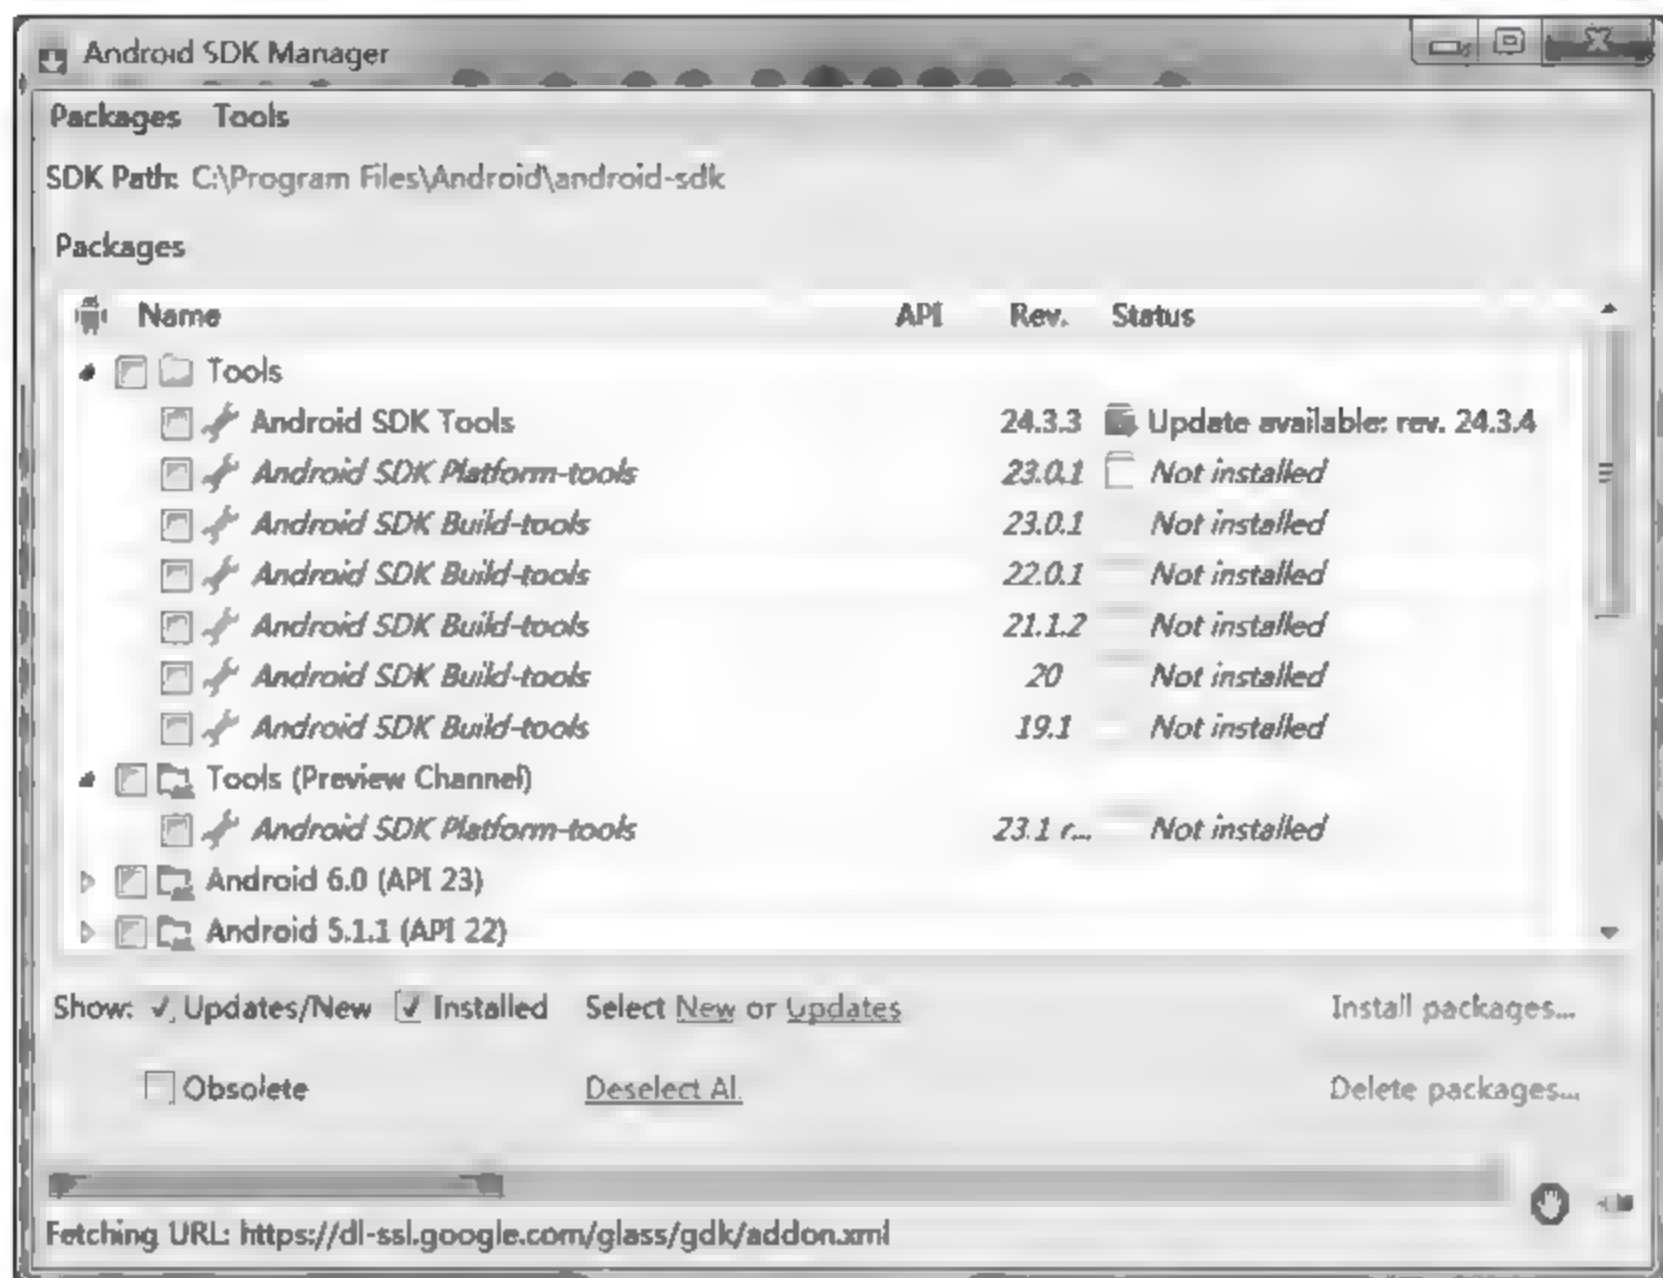 Android SDK Manager
Packages Tools
SDK Path: C:\Program Files\Android\android-sdk
Packages
Name API Rev. Status
Tools
Android SDK Tools 24.3.3 Update available: rev. 24.3.4
Android SDK Platform-tools 23.0.1 Not installed
Android SDK Build-tools 23.0.1 Not installed
Android SDK Build-tools 22.0.1 Not installed
Android SDK Build-tools 21.1.2 Not installed
Android SDK Build-tools 20 Not installed
Android SDK Build-tools 19.1 Not installed
Tools (Preview Channel)
Android SDK Platform-tools 23.1 r... Not installed
Android 6.0 (API 23)
Android 5.1.1 (API 22)
Show: Updates/New Installed Select New or Updates Install packages...
Obsolete Deselect All Delete packages...
Fetching URL: https://dl-ssl.google.com/glass/gdk/addon.xml